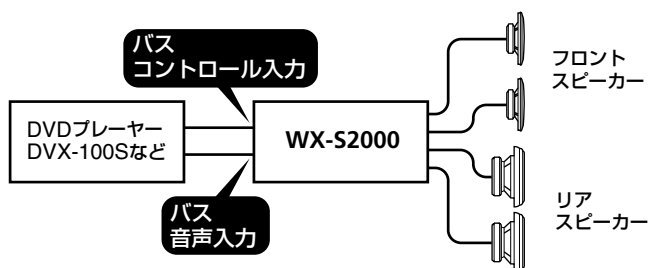 バス
コントロール入力
DVDプレーヤー
DVX-100Sなど
WX-S2000
バス
音声入力
フロント
スピーカー
リア
スピーカー